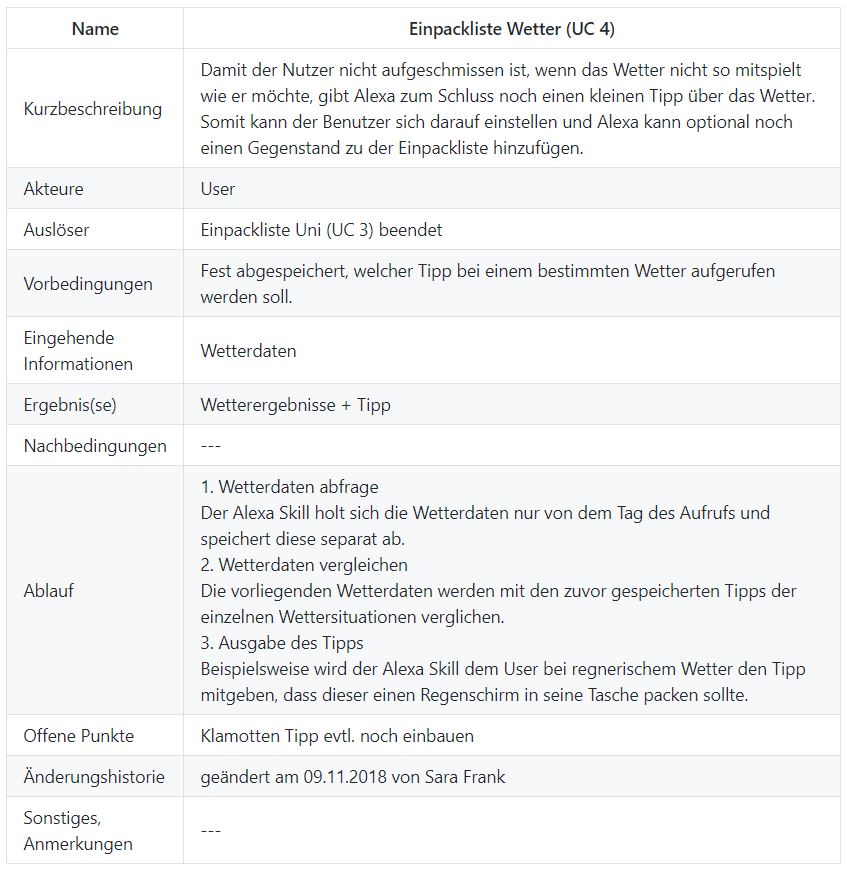 Name
Einpackliste Wetter (UC 4)
Kurzbeschreibung
Damit der Nutzer nicht aufgeschmissen ist, wenn das Wetter nicht so mitspielt
wie er möchte, gibt Alexa zum Schluss noch einen kleinen Tipp über das Wetter.
Somit kann der Benutzer sich darauf einstellen und Alexa kann optional noch
einen Gegenstand zu der Einpackliste hinzufügen.
Akteure
User
Auslöser
Einpackliste Uni (UC 3) beendet
Vorbedingungen
Fest abgespeichert, welcher Tipp bei einem bestimmten Wetter aufgerufen
werden soll.
Eingehende
Informationen
Wetterdaten
Ergebnis(se)
Wetterergebnisse + Tipp
Nachbedingungen
---
Ablauf
1. Wetterdaten abfrage
Der Alexa Skill holt sich die Wetterdaten nur von dem Tag des Aufrufs und
speichert diese separat ab.
2. Wetterdaten vergleichen
Die vorliegenden Wetterdaten werden mit den zuvor gespeicherten Tipps der
einzelnen Wettersituationen verglichen.
3. Ausgabe des Tipps
Beispielsweise wird der Alexa Skill dem User bei regnerischem Wetter den Tipp
mitgeben, dass dieser einen Regenschirm in seine Tasche packen sollte.
Offene Punkte
Klamotten Tipp evtl. noch einbauen
Änderungshistorie
geändert am 09.11.2018 von Sara Frank
Sonstiges,
Anmerkungen
---